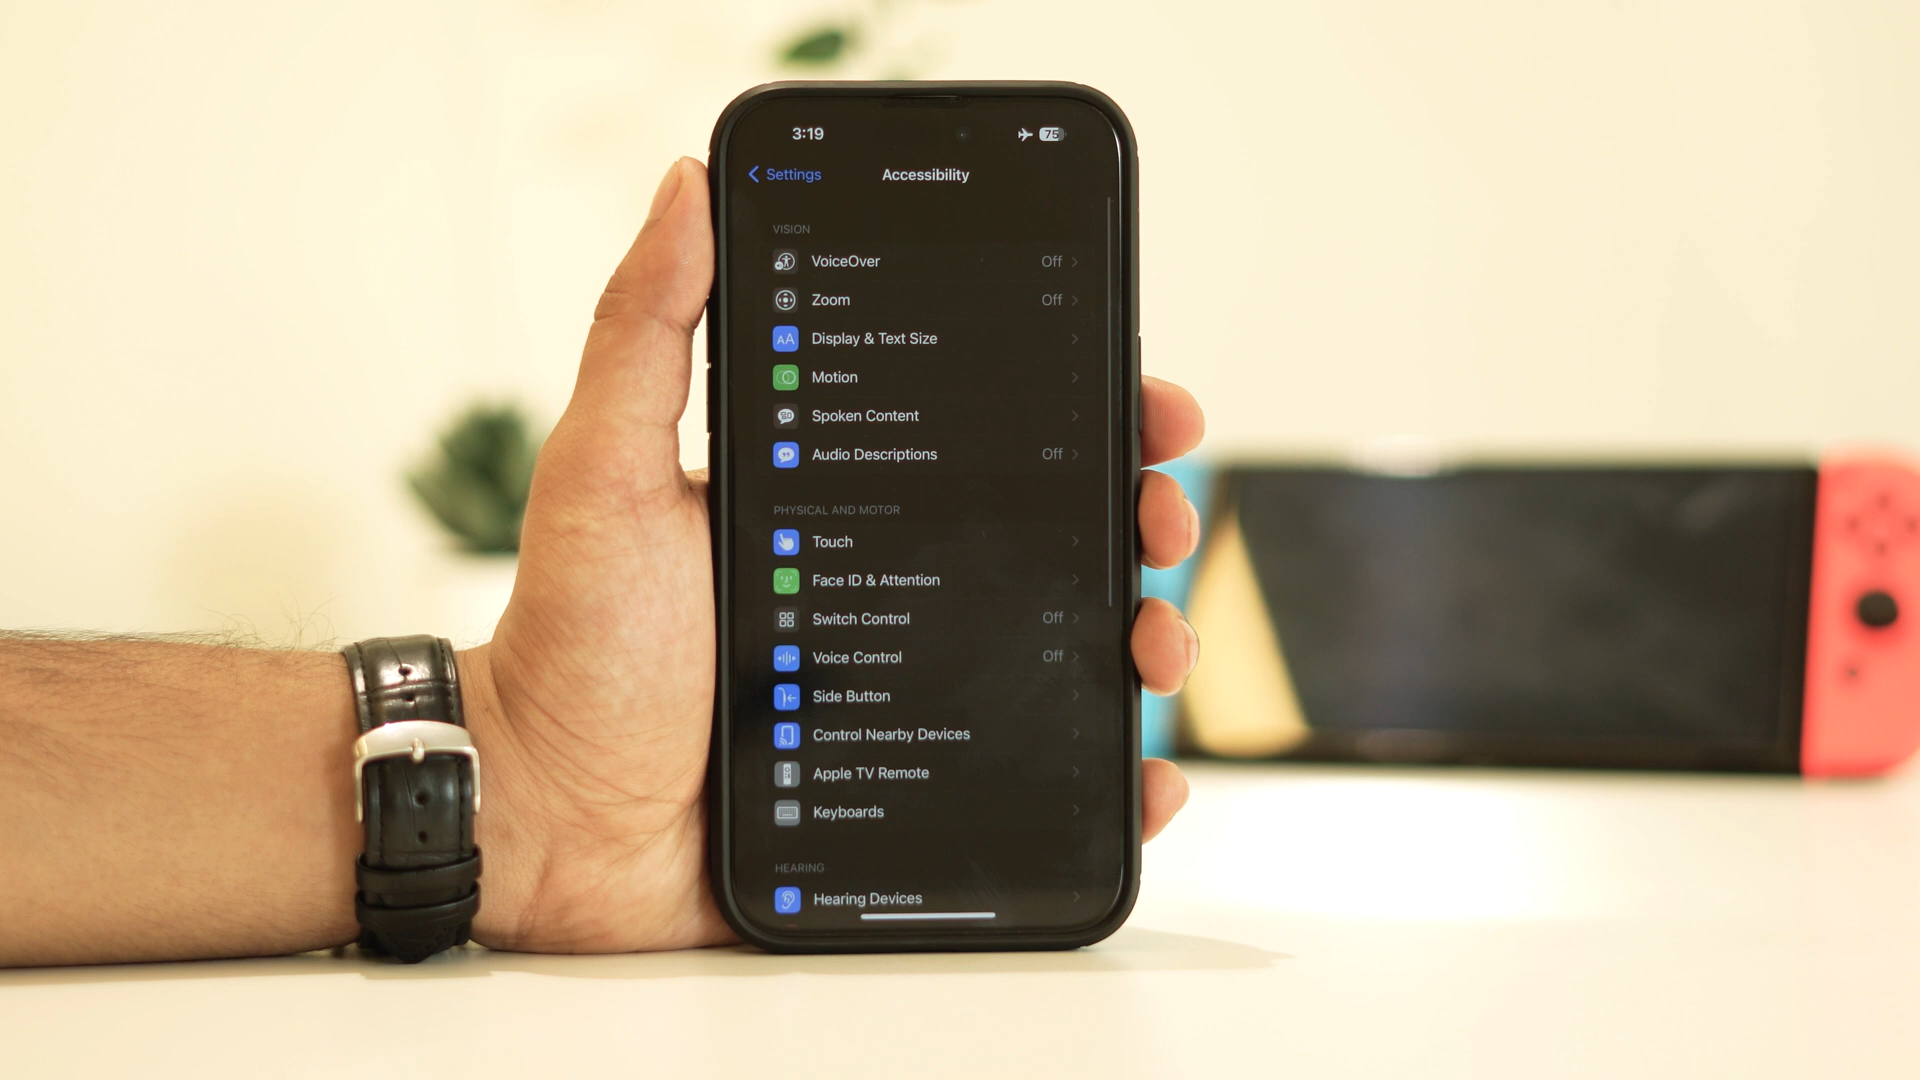 3:19
75
Settings
Accessibility
VISION
VoiceOver Off
Zoom Off
AA Display & Text Size
Motion
Spoken Content
Audio Descriptions Off
PHYSICAL AND MOTOR
Touch
Face ID & Attention
Switch Control Off
Voice Control Off
Side Button
Control Nearby Devices
Apple TV Remote
Keyboards
HEARING
Hearing Devices